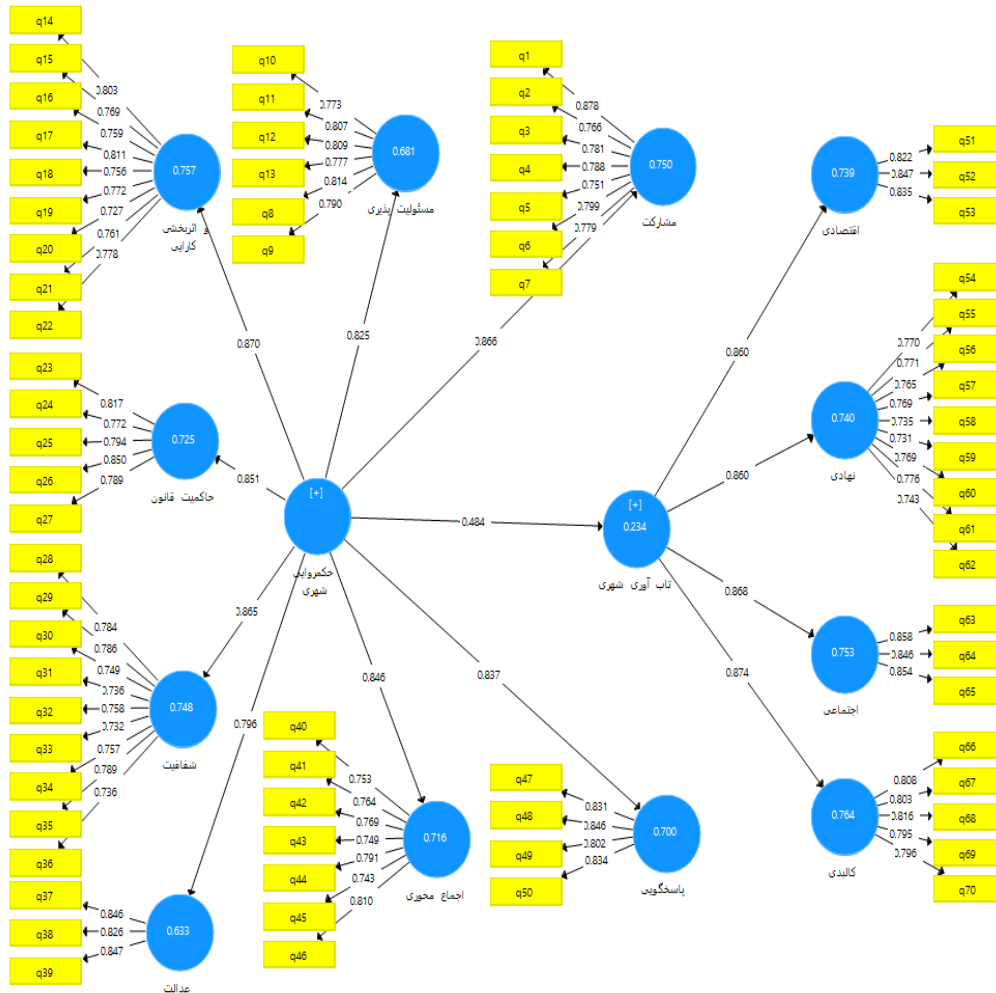 q14
q15
q16
q17
q18
q19
q20
q21
q22
0.803
0.769
0.759
0.811
0.756
0.772
0.727
0.761
0.778
0.757
و اثربخشی
کارایی
q10
q11
q12
q13
q8
q9
0.773
0.807
0.809
0.777
0.814
0.790
0.681
مسئولیت پذیری
q1
q2
q3
q4
q5
q6
q7
0.878
0.766
0.781
0.788
0.751
0.799
0.779
0.750
مشارکت
0.739
اقتصادی
0.822
0.847
0.835
q51
q52
q53
0.870
0.825
0.866
0.860
q23
q24
q25
q26
q27
0.817
0.772
0.794
0.850
0.789
0.725
حاکمیت قانون
0.851
[+]
حکمروایی
شهری
0.484
[+]
0.234
تاب آوری شهری
0.860
0.740
نهادی
0.770
0.771
0.765
0.769
0.735
0.731
0.769
0.776
0.743
q54
q55
q56
q57
q58
q59
q60
q61
q62
q28
q29
q30
q31
q32
q33
q34
q35
q36
0.784
0.786
0.749
0.736
0.758
0.732
0.757
0.789
0.736
0.748
شفافیت
0.865
0.796
0.846
0.837
0.868
0.874
0.753
اجتماعی
0.858
0.846
0.854
q63
q64
q65
q37
q38
q39
0.846
0.826
0.847
0.633
عدالت
q40
q41
q42
q43
q44
q45
q46
0.753
0.764
0.769
0.749
0.791
0.743
0.810
0.716
اجماع محوری
q47
q48
q49
q50
0.831
0.846
0.802
0.834
0.700
پاسخگویی
0.764
کالبدی
0.808
0.803
0.816
0.795
0.796
q66
q67
q68
q69
q70